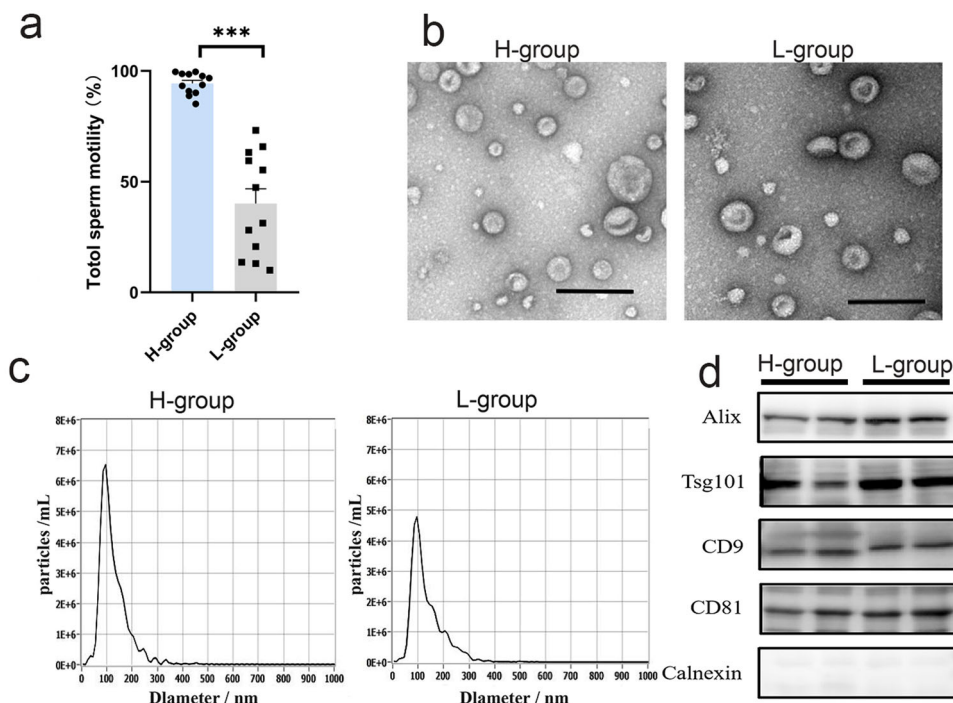 a
***
Totol sperm motility (%)
100
50
0
H-group
L-group
b
H-group
L-group
c
H-group
8E+6
7E+6
6E+6
5E+6
4E+6
3E+6
2E+6
1E+6
0E+0
particles /mL
0 100 200 300 400 500 600 700 800 900 1000
Dlameter / nm
L-group
8E+6
7E+6
6E+6
5E+6
4E+6
3E+6
2E+6
1E+6
0E+0
particles /mL
0 100 200 300 400 500 600 700 800 900 1000
Dlameter / nm
d
H-group
L-group
Alix
Tsg101
CD9
CD81
Calnexin